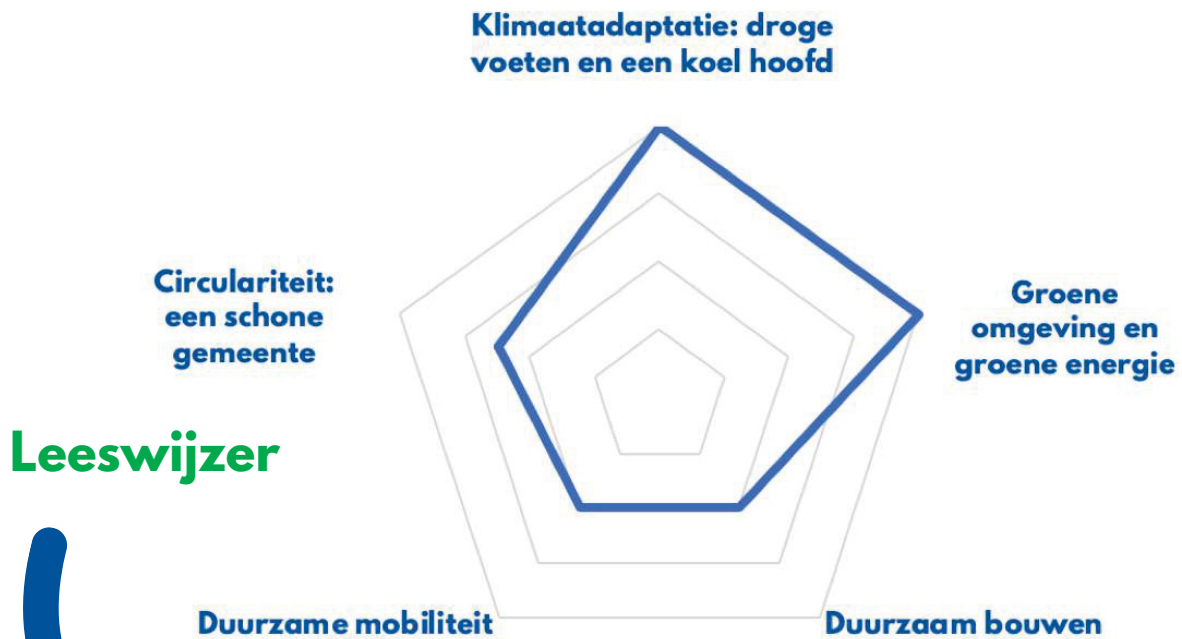 Klimaatadaptatie: droge
voeten en een koel hoofd
Circulariteit:
een schone
gemeente
Groene
omgeving en
groene energie
Leeswijzer
Duurzame mobiliteit
Duurzaam bouwen